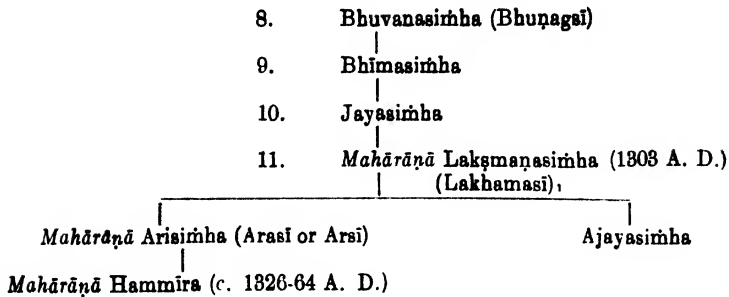 8. Bhuvanasiṁha (Bhuṇagsī)
9. Bhīmasiṁha
10. Jayasiṁha
11. Mahārāṇā Lakṣmaṇasiṁha (1303 A. D.)
(Lakhamasī),
Mahārāṇā Arisiṁha (Arasī or Arsī) Ajayasiṁha
Mahārāṇā Hammīra (c. 1326-64 A. D.)